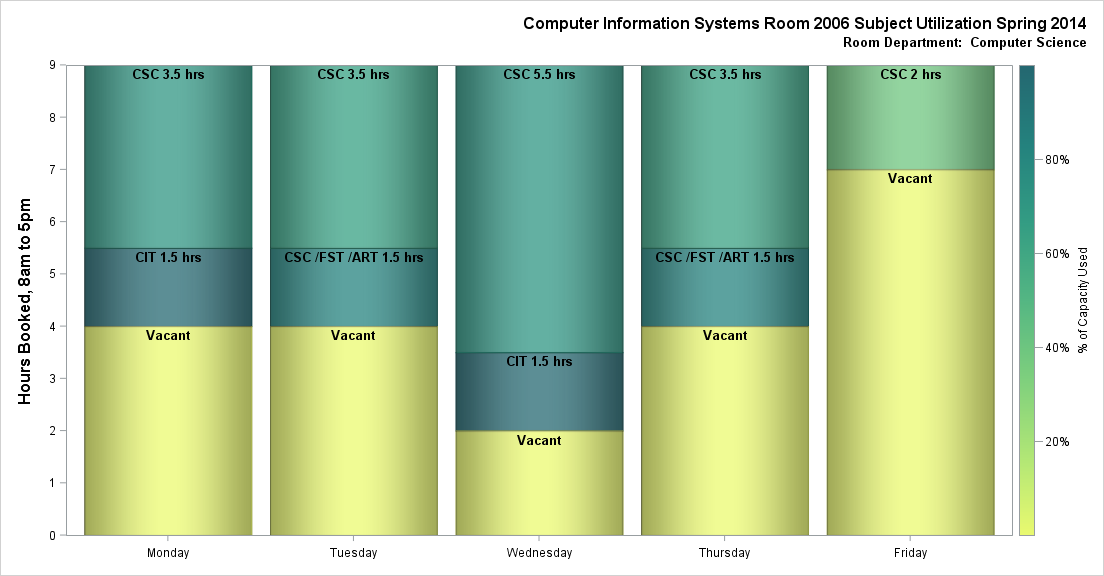 Computer Information Systems Room 2006 Subject Utilization Spring 2014
Room Department:  Computer Science
Hours Booked, 8am to 5pm
9
8
7
6
5
4
3
2
1
0
CSC 3.5 hrs
CIT 1.5 hrs
Vacant
CSC 3.5 hrs
CSC /FST /ART 1.5 hrs
Vacant
CSC 5.5 hrs
CIT 1.5 hrs
Vacant
CSC 3.5 hrs
CSC /FST /ART 1.5 hrs
Vacant
CSC 2 hrs
Vacant
Monday
Tuesday
Wednesday
Thursday
Friday
80%
60%
40%
20%
% of Capacity Used